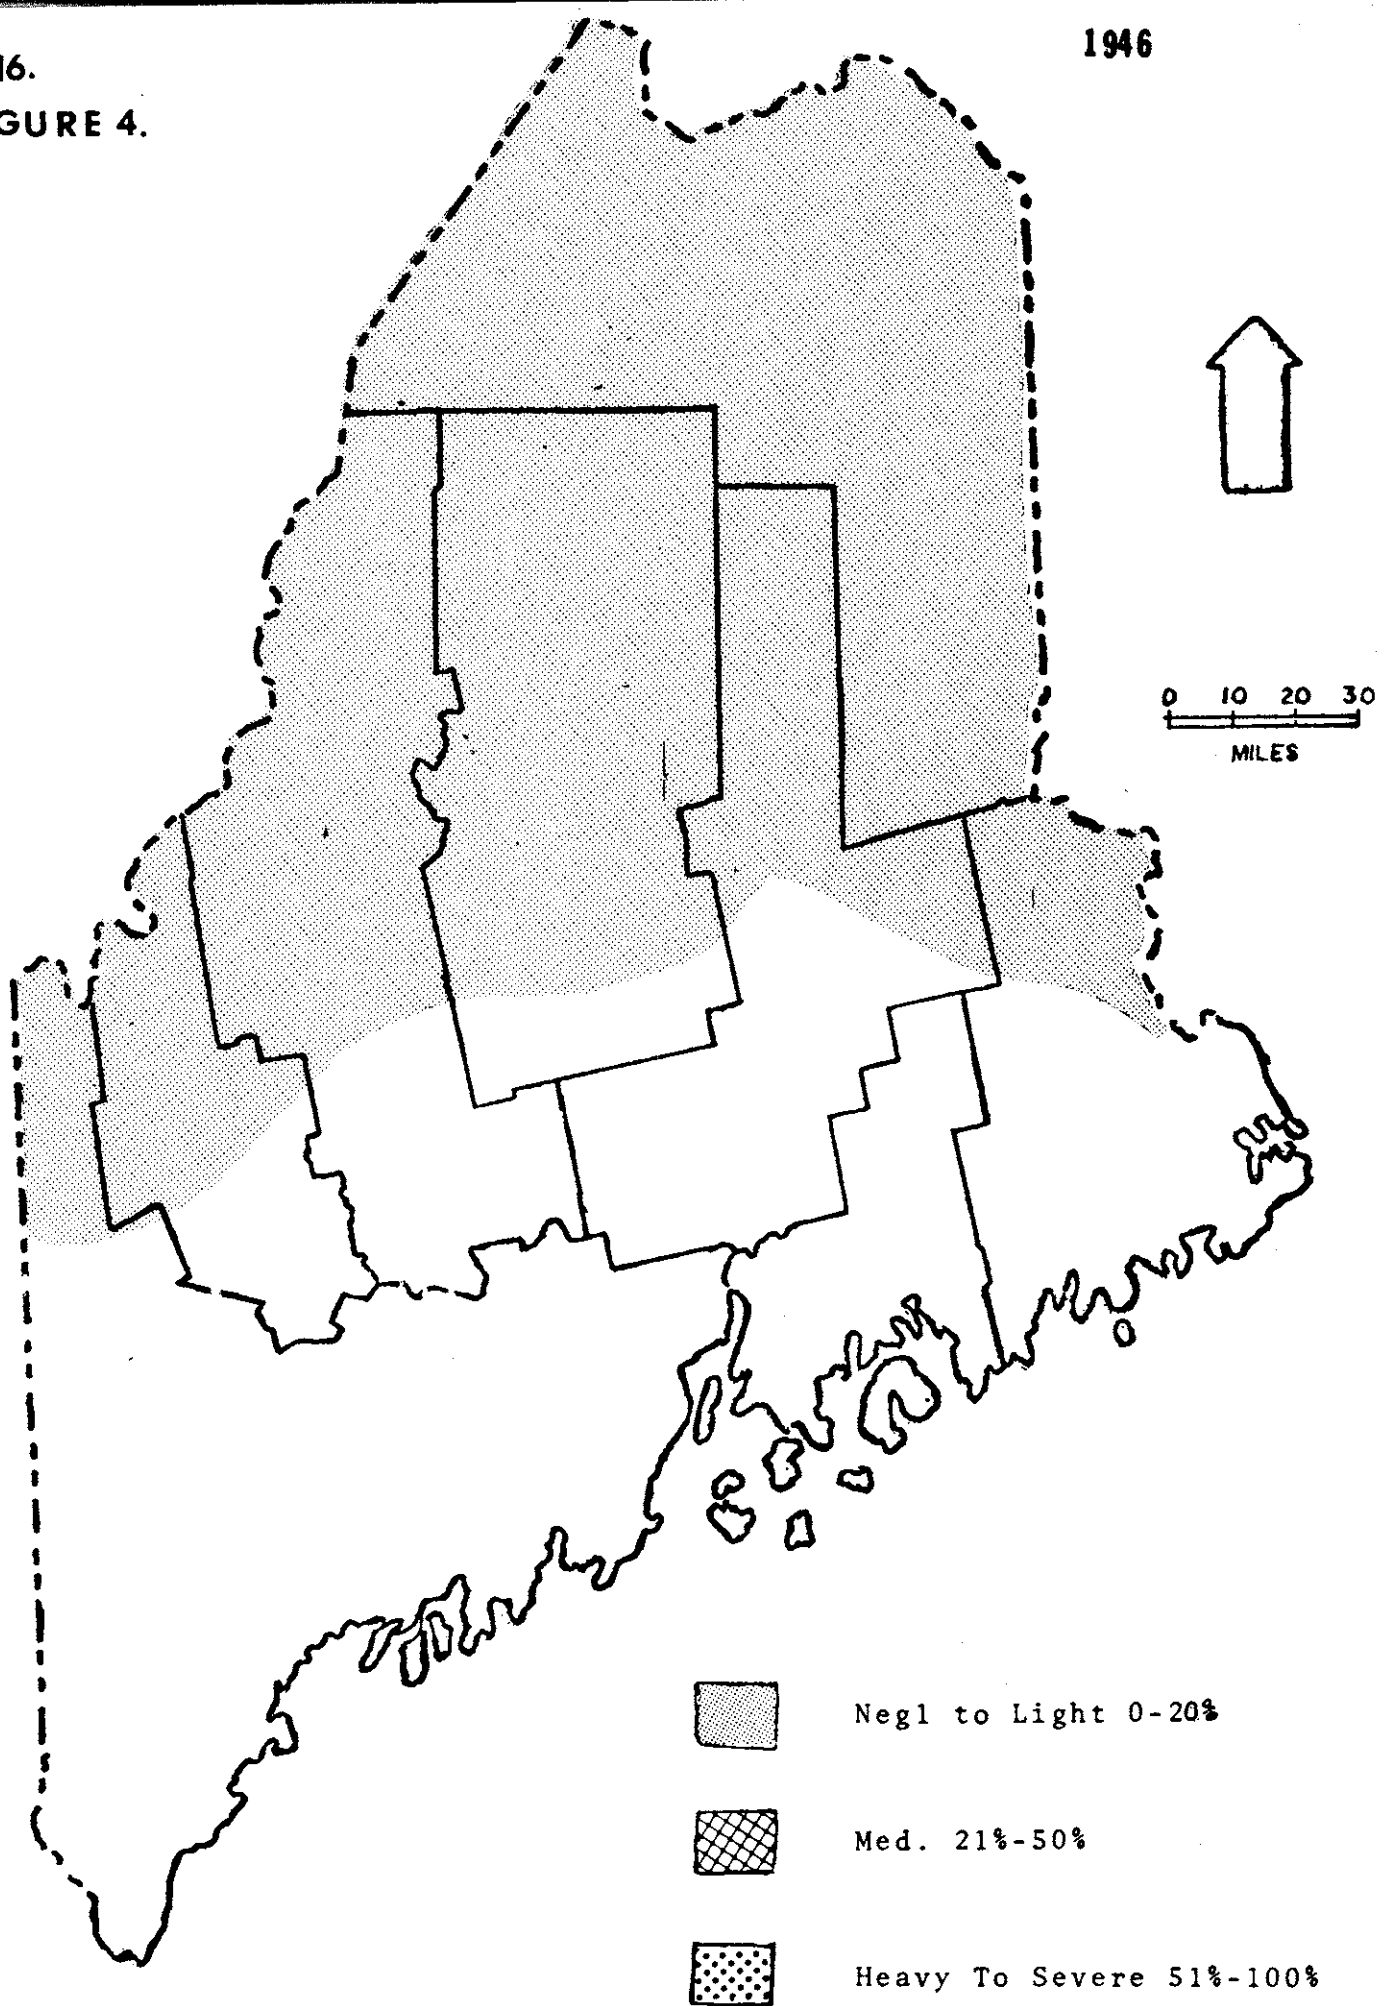 16.
1946
GURE 4.
0 10 20 30
MILES
Negl to Light 0-20%
Med. 21%-50%
Heavy To Severe 51%-100%